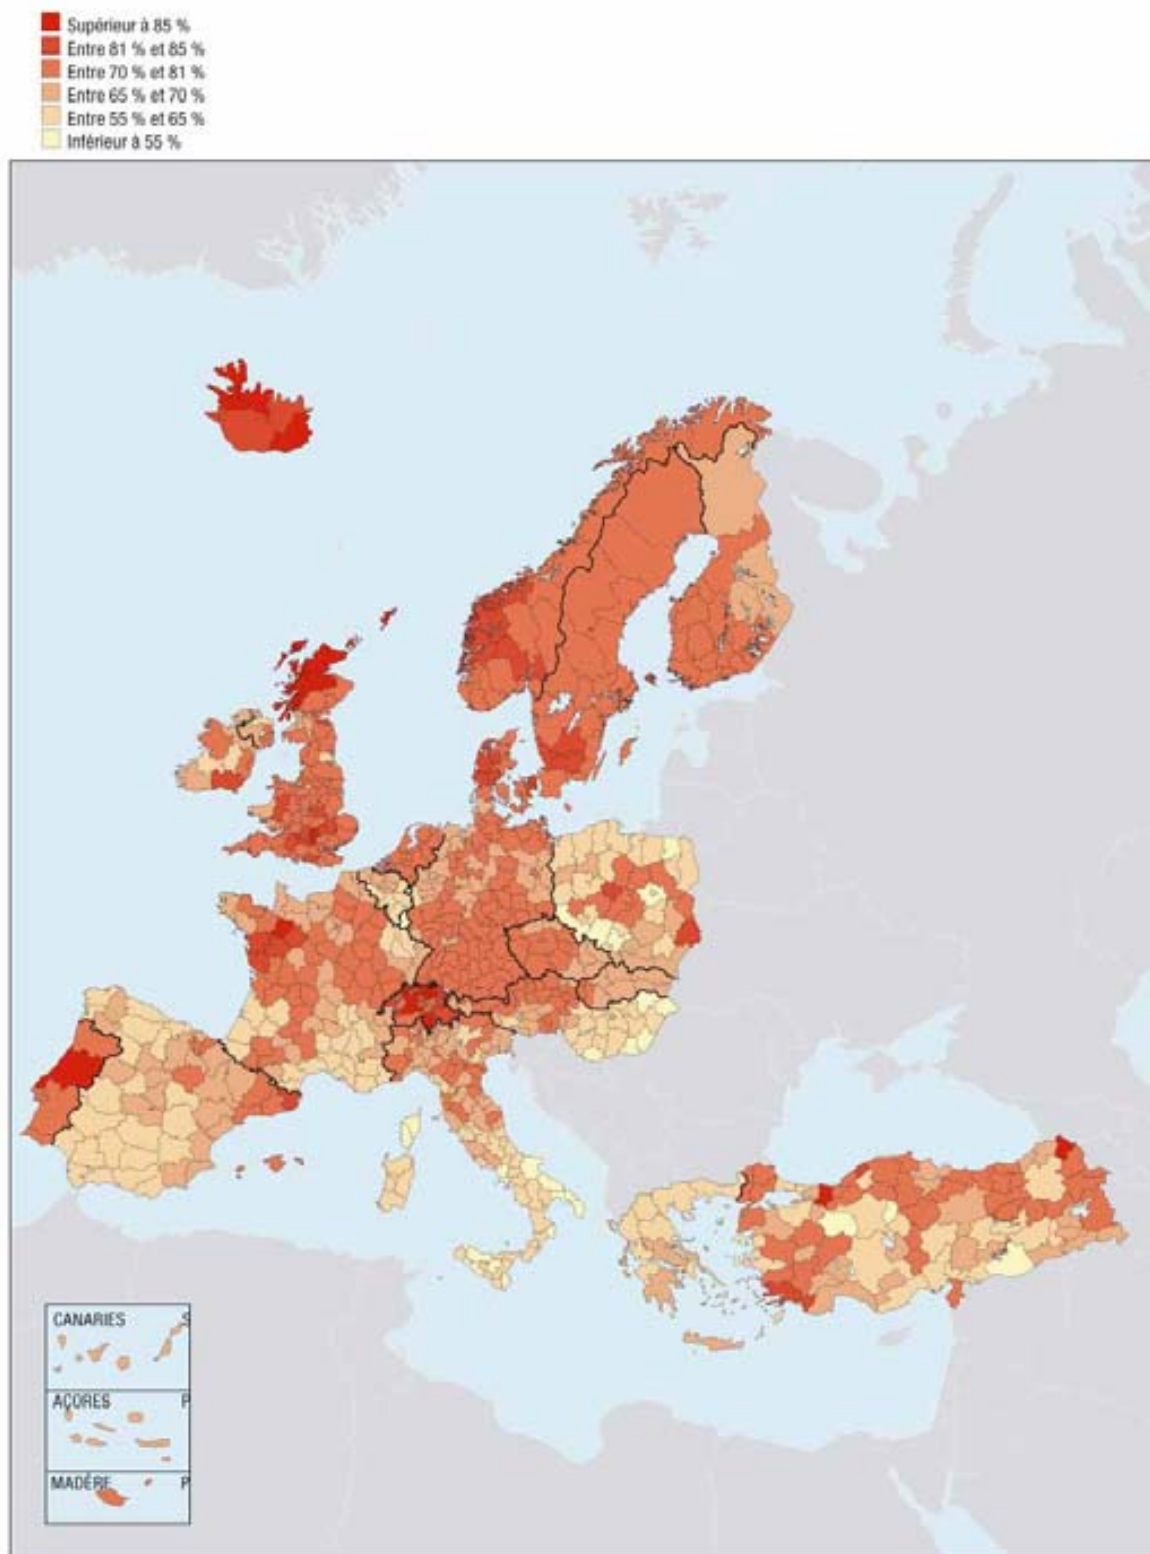 Supérieur à 85 %
Entre 81 % et 85 %
Entre 70 % et 81 %
Entre 65 % et 70 %
Entre 55 % et 65 %
Inférieur à 55 %
CANARIES S
AÇORES P
MADÈRE P